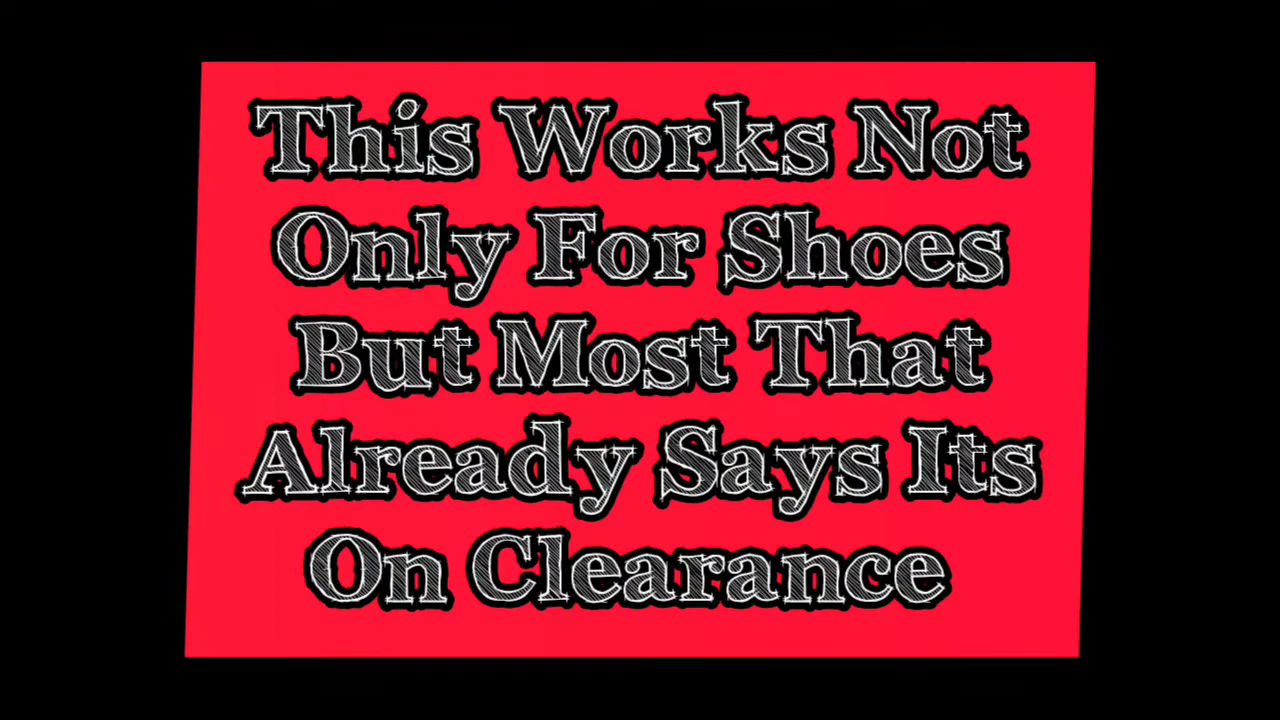 This Works Not
Only For Shoes
But Most That
Already Says Its
On Clearance